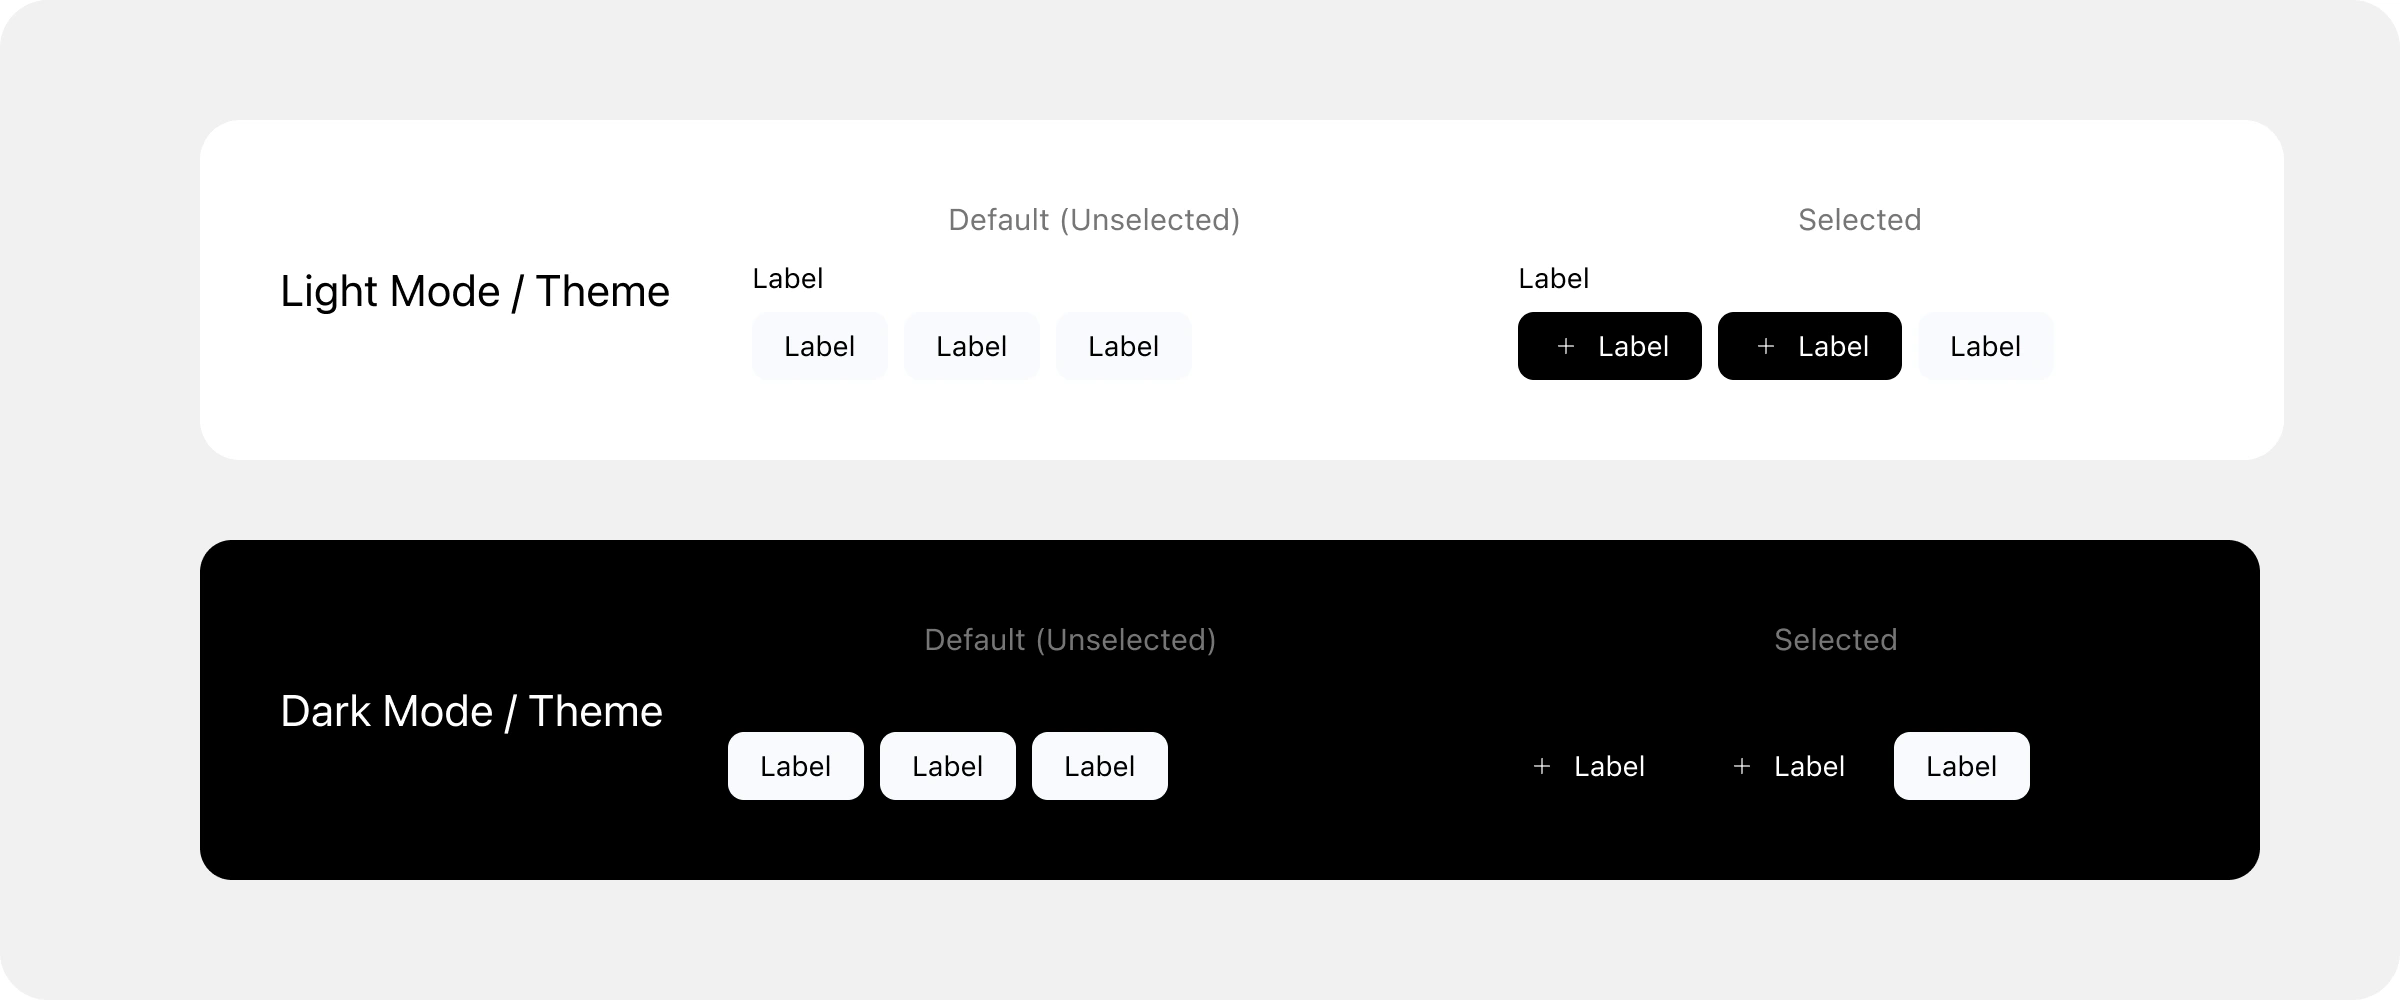 Default (Unselected)
Selected
Light Mode / Theme
Label
Label
Label Label Label
+ Label + Label Label
Default (Unselected)
Selected
Dark Mode / Theme
Label Label Label
+ Label + Label Label